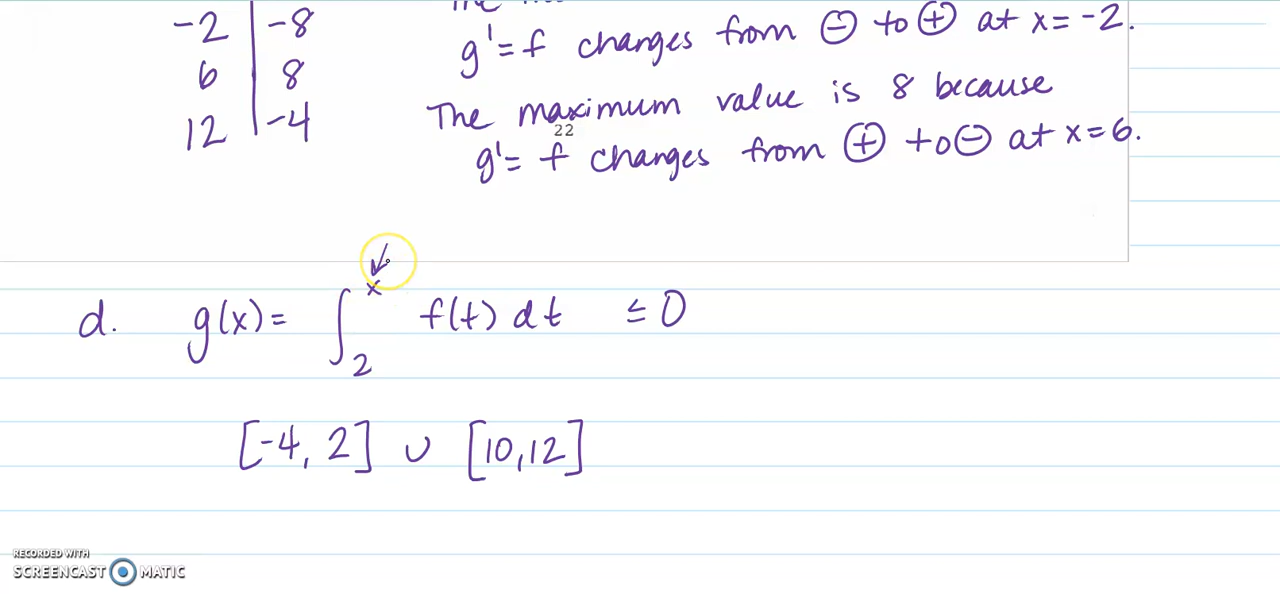 -2 | -8
g'= f changes from ⊖ to ⊕ at x= -2.
6 | 8
The maximum value is 8 because
22
12 | -4
g'= f changes from ⊕ to ⊖ at x=6.
d. g(x)= ∫₂ˣ f(t) dt ≤ 0
[-4, 2] ∪ [10,12]
RECORDED WITH
SCREENCAST MATIC